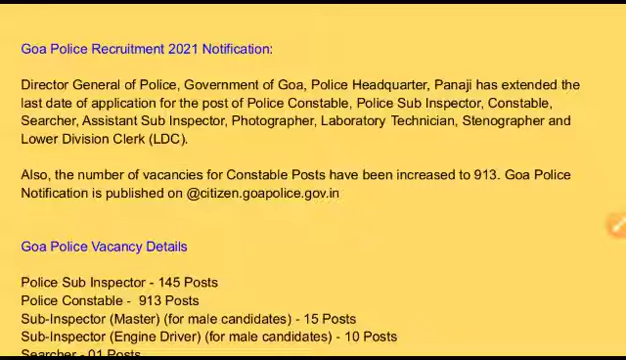 Goa Police Recruitment 2021 Notification:
Director General of Police, Government of Goa, Police Headquarter, Panaji has extended the
last date of application for the post of Police Constable, Police Sub Inspector, Constable,
Searcher, Assistant Sub Inspector, Photographer, Laboratory Technician, Stenographer and
Lower Division Clerk (LDC).
Also, the number of vacancies for Constable Posts have been increased to 913. Goa Police
Notification is published on @citizen.goapolice.gov.in
Goa Police Vacancy Details
Police Sub Inspector - 145 Posts
Police Constable - 913 Posts
Sub-Inspector (Master) (for male candidates) - 15 Posts
Sub-Inspector (Engine Driver) (for male candidates) - 10 Posts
Searcher - 01 Posts